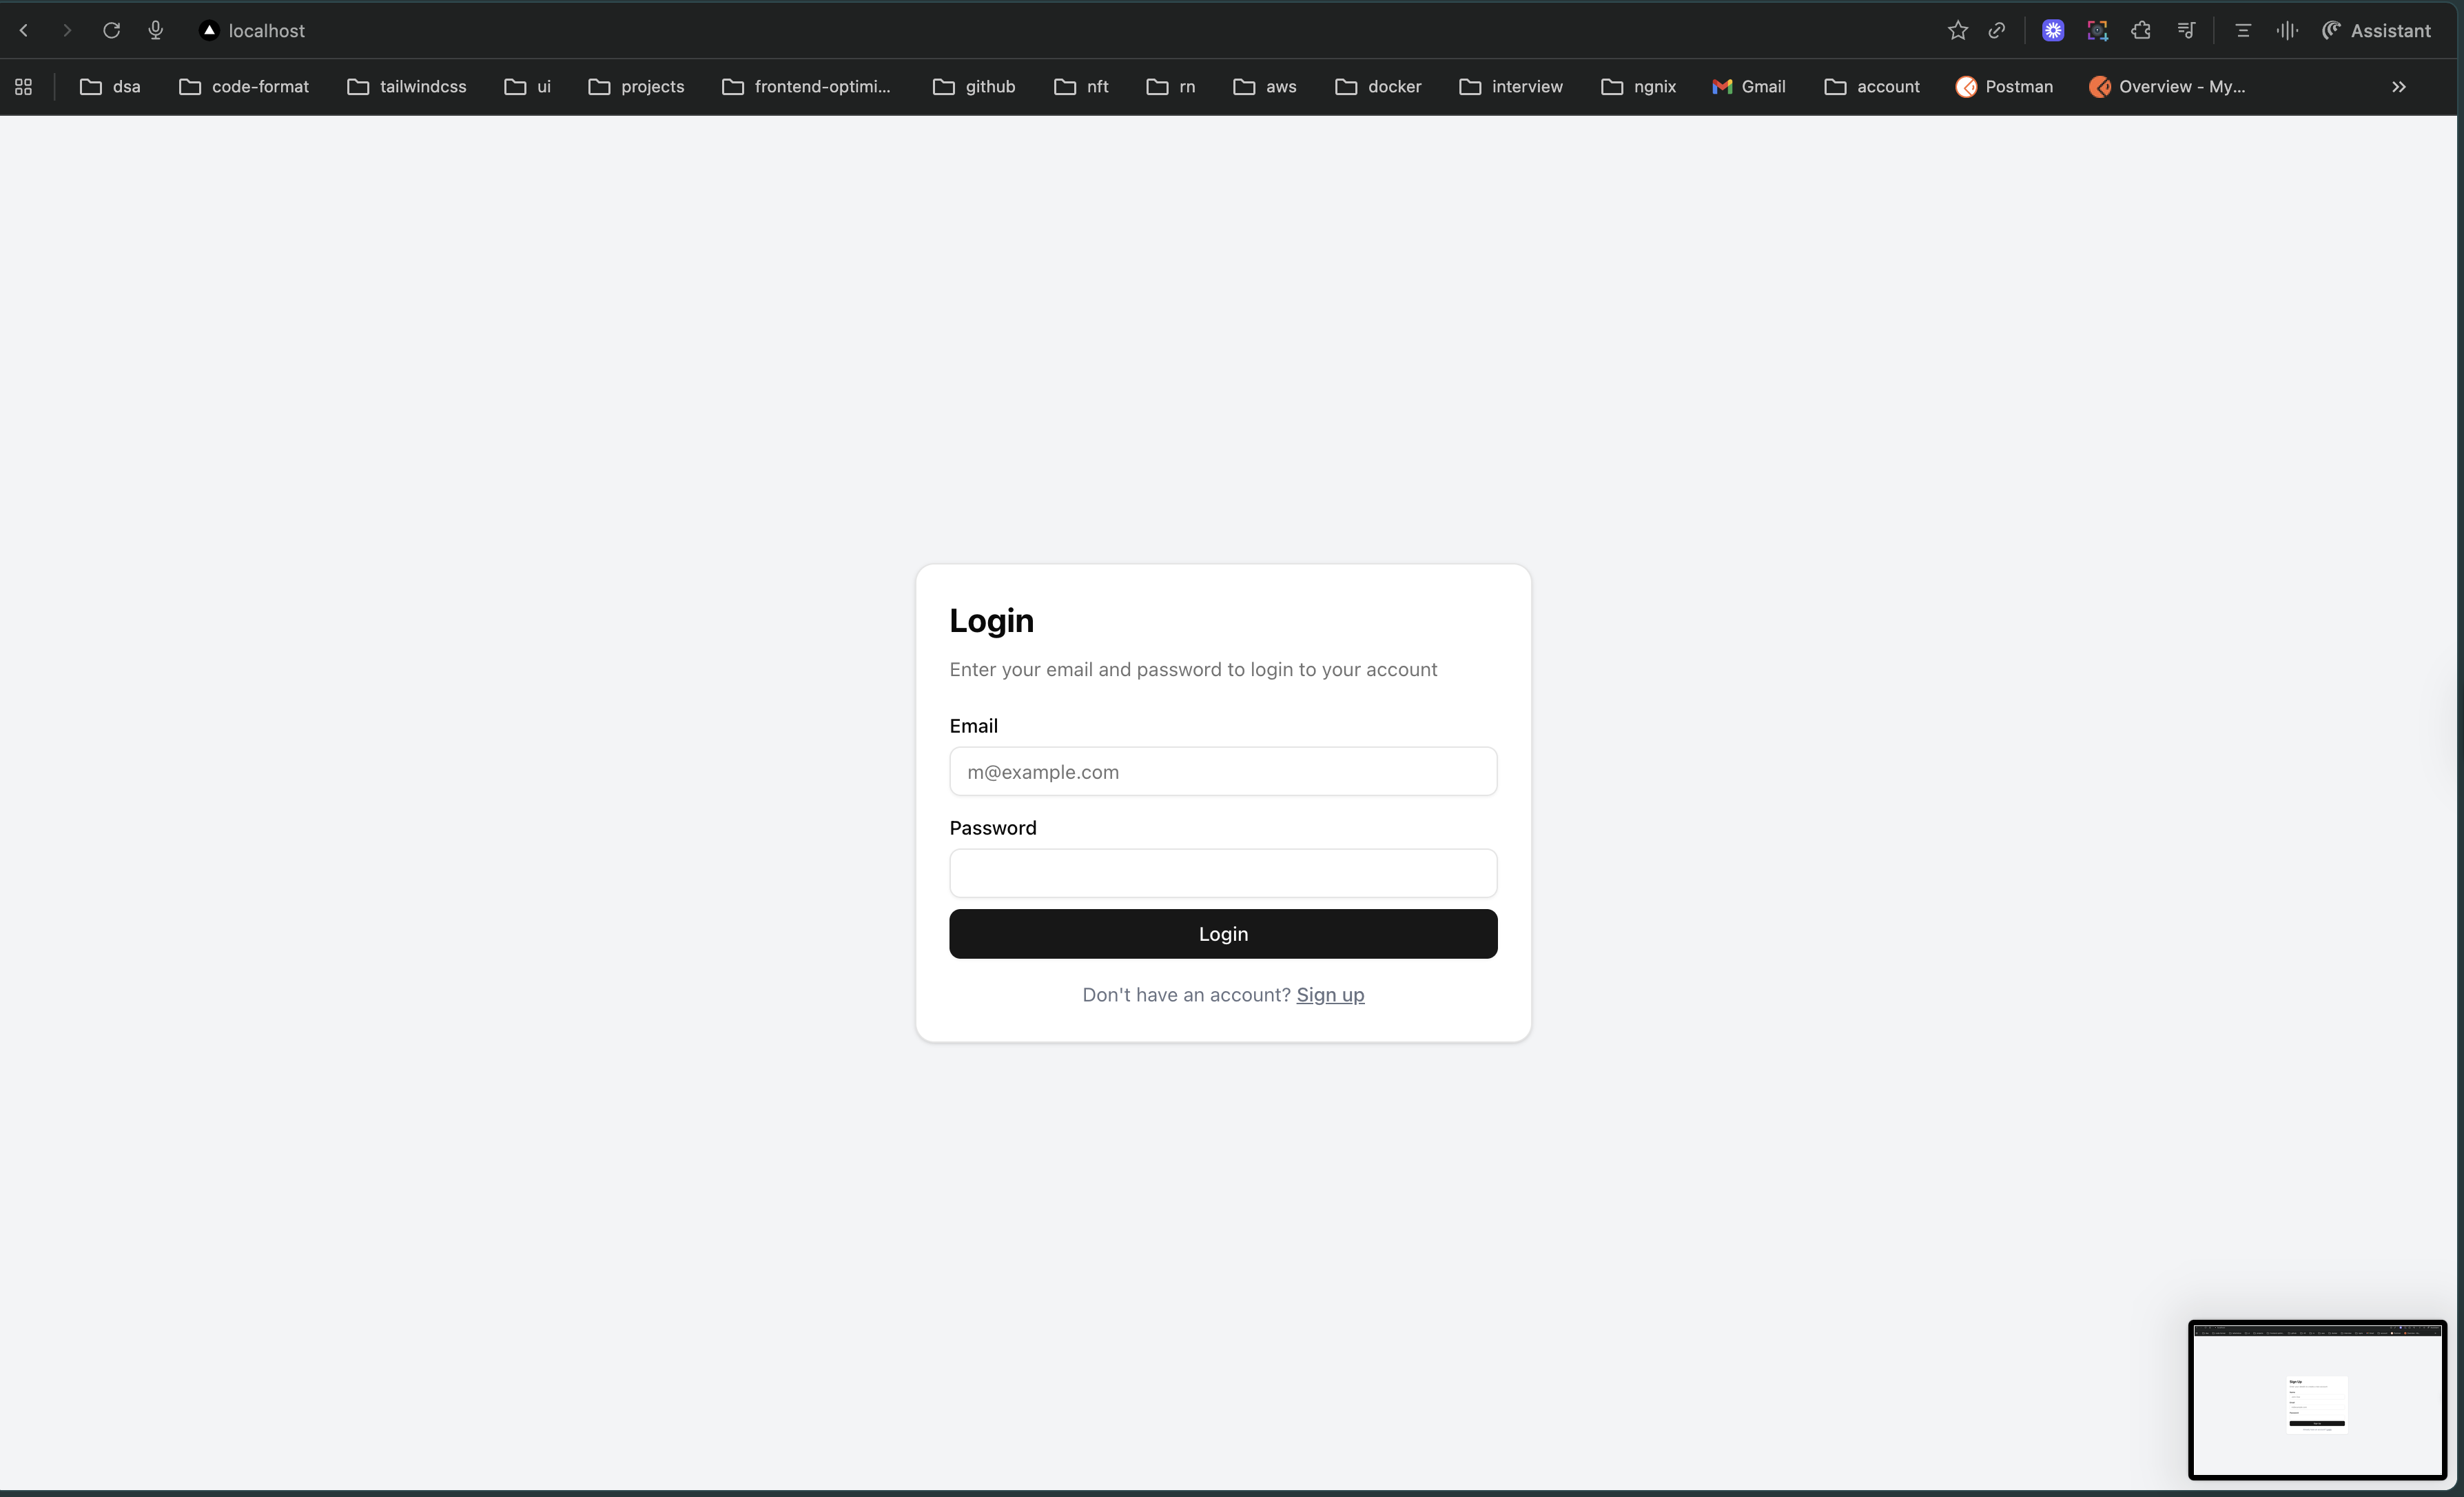 localhost
Assistant
dsa code-format tailwindcss ui projects frontend-optimi... github nft rn aws docker interview ngnix Gmail account Postman Overview - My...
Login
Enter your email and password to login to your account
Email
m@example.com
Password
Login
Don't have an account? Sign up
Sign Up